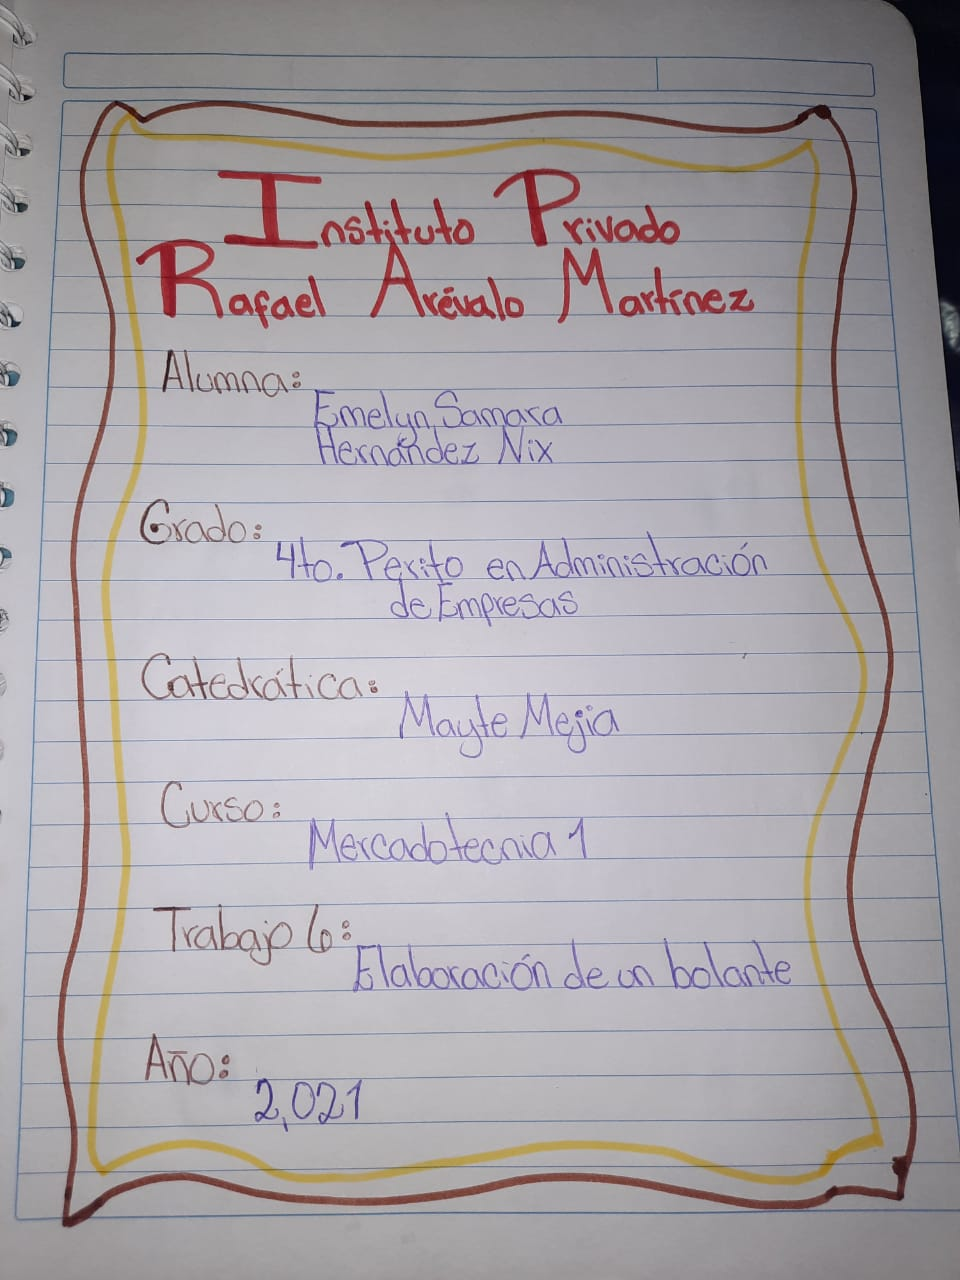 Instituto Privado
Rafael Arévalo Martínez
Alumna:
Emelyn Samara
Hernández Nix
Grado:
4to. Perito en Administración
de Empresas
Catedrática:
Mayte Mejia
Curso:
Mercadotecnia 1
Trabajo 6:
Elaboración de un bolante
Año:
2,021